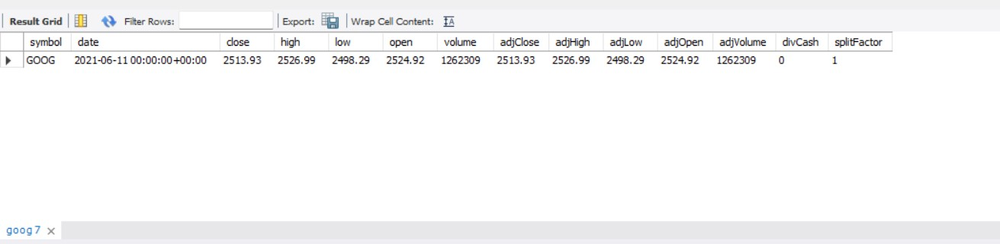 Result Grid Filter Rows: Export: Wrap Cell Content:
symbol date close high low open volume adjClose adjHigh adjLow adjOpen adjVolume divCash splitFactor
GOOG 2021-06-11 00:00:00+00:00 2513.93 2526.99 2498.29 2524.92 1262309 2513.93 2526.99 2498.29 2524.92 1262309 0 1
goog 7